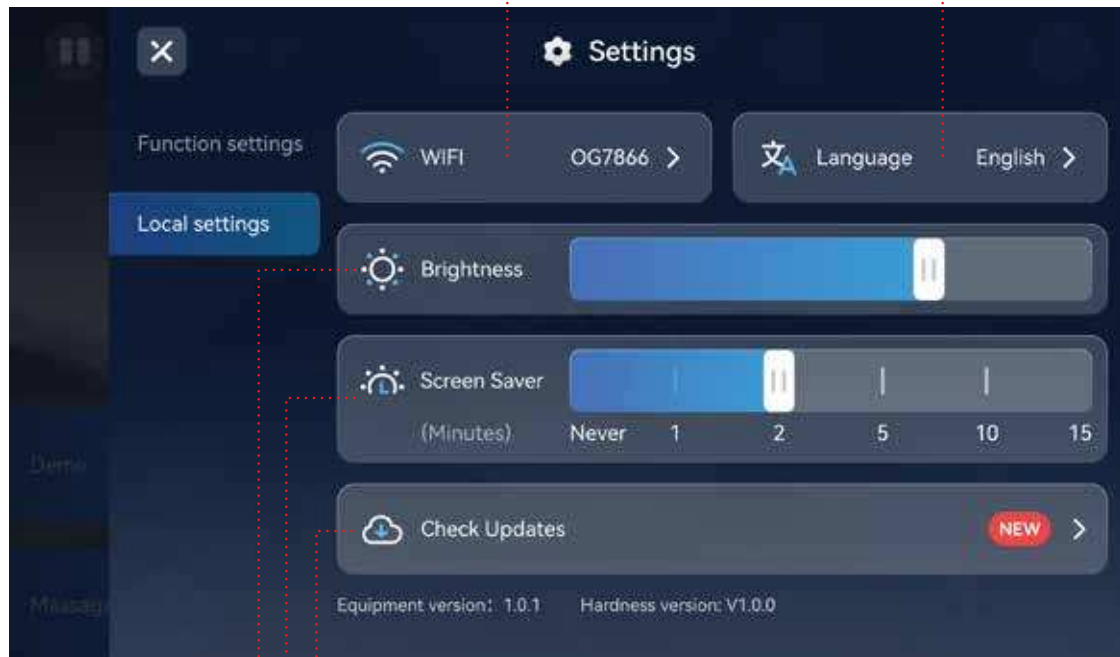 Settings
Function settings
WIFI OG7866
Language English
Local settings
Brightness
Screen Saver
(Minutes) Never 1 2 5 10 15
Demo
Check Updates NEW
Equipment version: 1.0.1 Hardness version: V1.0.0